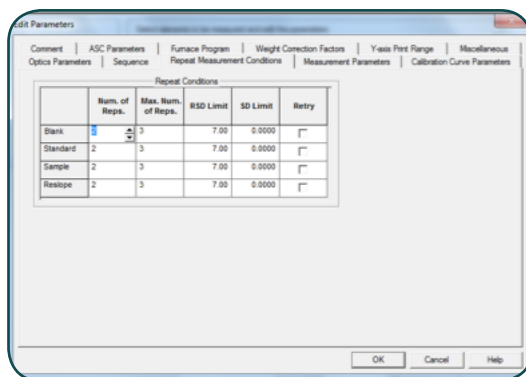 Edit Parameters
Comment ASC Parameters Furnace Program Weight Correction Factors Y-axis Print Range Miscellaneous
Optics Parameters Sequence Repeat Measurement Conditions Measurement Parameters Calibration Curve Parameters
Repeat Conditions
Num. of Reps. Max. Num. of Reps. RSD Limit SD Limit Retry
Blank 2 3 7.00 0.0000
Standard 2 3 7.00 0.0000
Sample 2 3 7.00 0.0000
Reslope 2 3 7.00 0.0000
OK Cancel Help